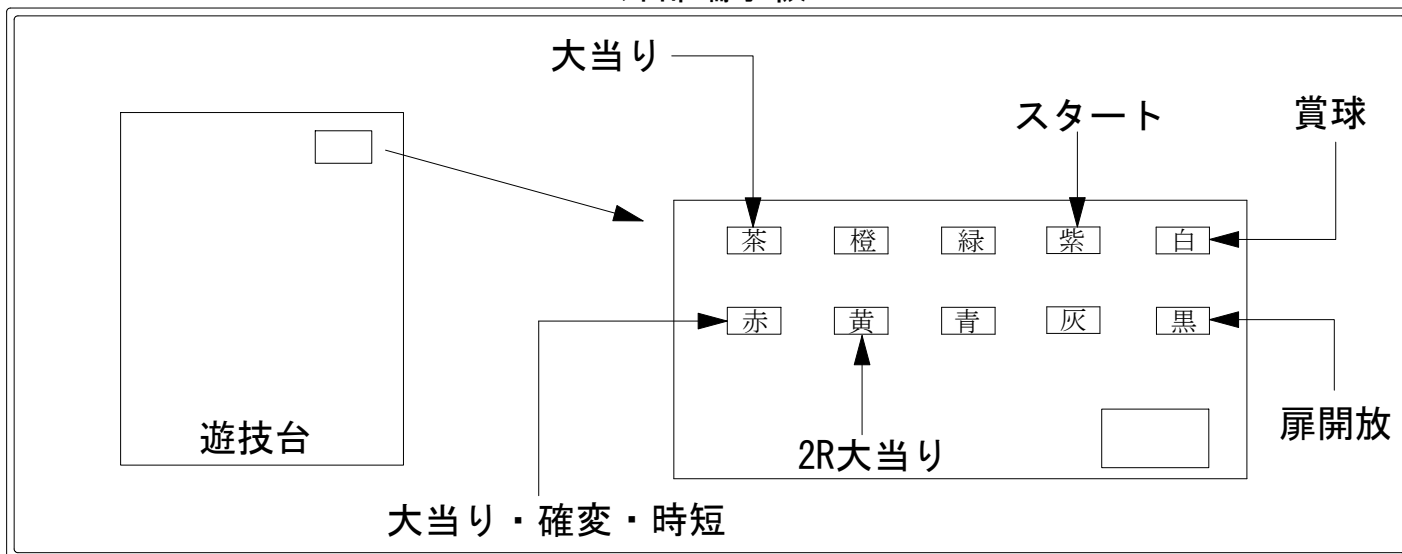 大当り
スタート
賞球
茶 橙 緑 紫 白
赤 黄 青 灰 黒
遊技台
2R大当り
扉開放
大当り・確変・時短